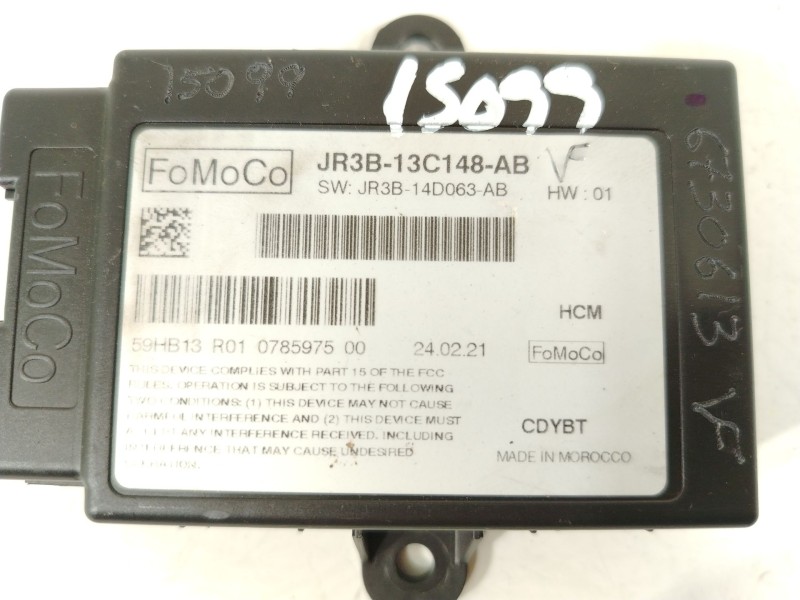 15099
15099
FoMoCo
FoMoCo
JR3B-13C148-AB
VF
SW: JR3B-14D063-AB
HW : 01
6730613 VF
HCM
59HB13 R01 0785975 00
24.02.21
FoMoCo
THIS DEVICE COMPLIES WITH PART 15 OF THE FCC
RULES, OPERATION IS SUBJECT TO THE FOLLOWING
TWO CONDITIONS: (1) THIS DEVICE MAY NOT CAUSE
HARMFUL INTERFERENCE AND (2) THIS DEVICE MUST
ACCEPT ANY INTERFERENCE RECEIVED. INCLUDING
INTERFERENCE THAT MAY CAUSE UNDESIRED
OPERATIONS.
CDYBT
MADE IN MOROCCO